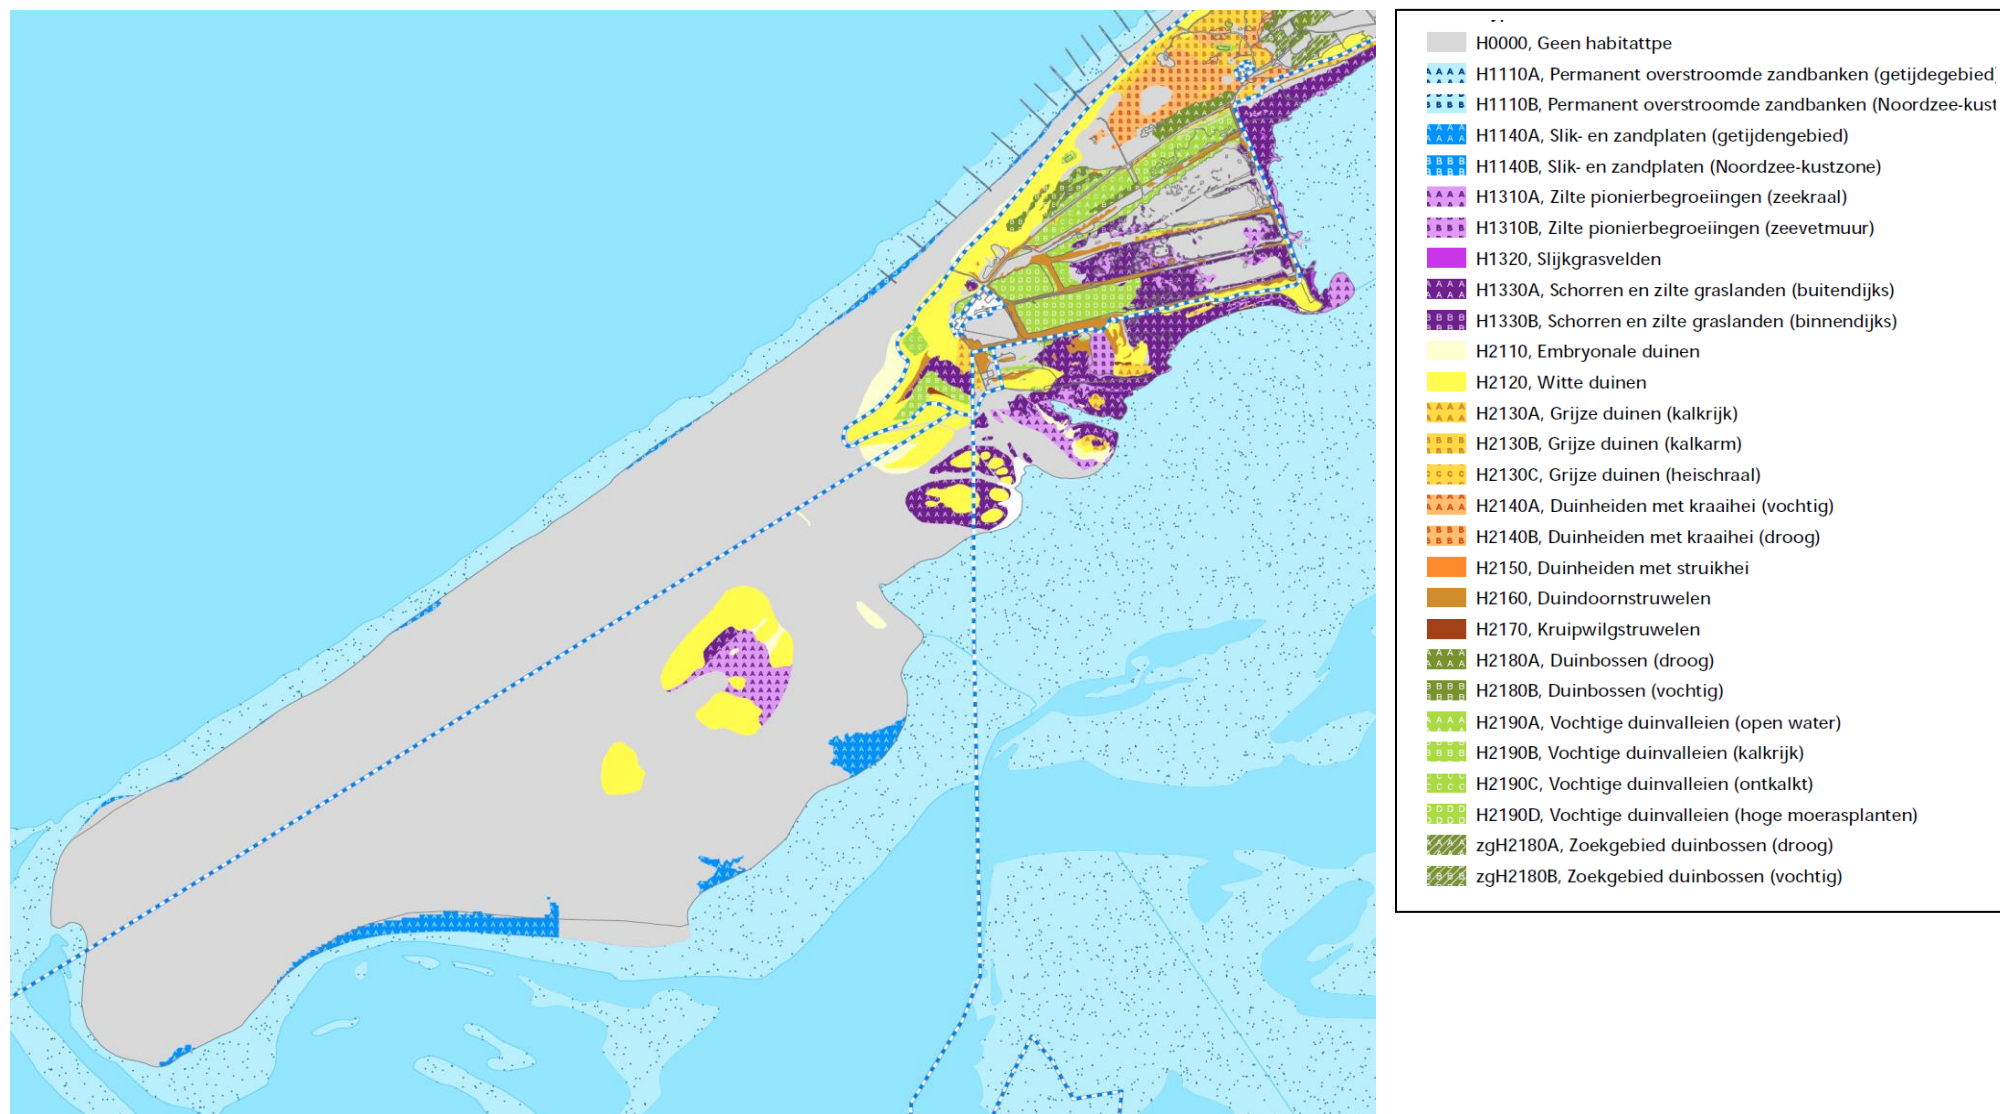 H0000, Geen habitattpe
H1110A, Permanent overstroomde zandbanken (getijdegebied)
H1110B, Permanent overstroomde zandbanken (Noordzee-kust
H1140A, Slik- en zandplaten (getijdengebied)
H1140B, Slik- en zandplaten (Noordzee-kustzone)
H1310A, Zilte pionierbegroeiingen (zeekraal)
H1310B, Zilte pionierbegroeiingen (zeevetmuur)
H1320, Slijkgrasvelden
H1330A, Schorren en zilte graslanden (buitendijks)
H1330B, Schorren en zilte graslanden (binnendijks)
H2110, Embryonale duinen
H2120, Witte duinen
H2130A, Grijze duinen (kalkrijk)
H2130B, Grijze duinen (kalkarm)
H2130C, Grijze duinen (heischraal)
H2140A, Duinheiden met kraaihei (vochtig)
H2140B, Duinheiden met kraaihei (droog)
H2150, Duinheiden met struikhei
H2160, Duindoornstruwelen
H2170, Kruipwilgstruwelen
H2180A, Duinbossen (droog)
H2180B, Duinbossen (vochtig)
H2190A, Vochtige duinvalleien (open water)
H2190B, Vochtige duinvalleien (kalkrijk)
H2190C, Vochtige duinvalleien (ontkalkt)
H2190D, Vochtige duinvalleien (hoge moerasplanten)
zgH2180A, Zoekgebied duinbossen (droog)
zgH2180B, Zoekgebied duinbossen (vochtig)